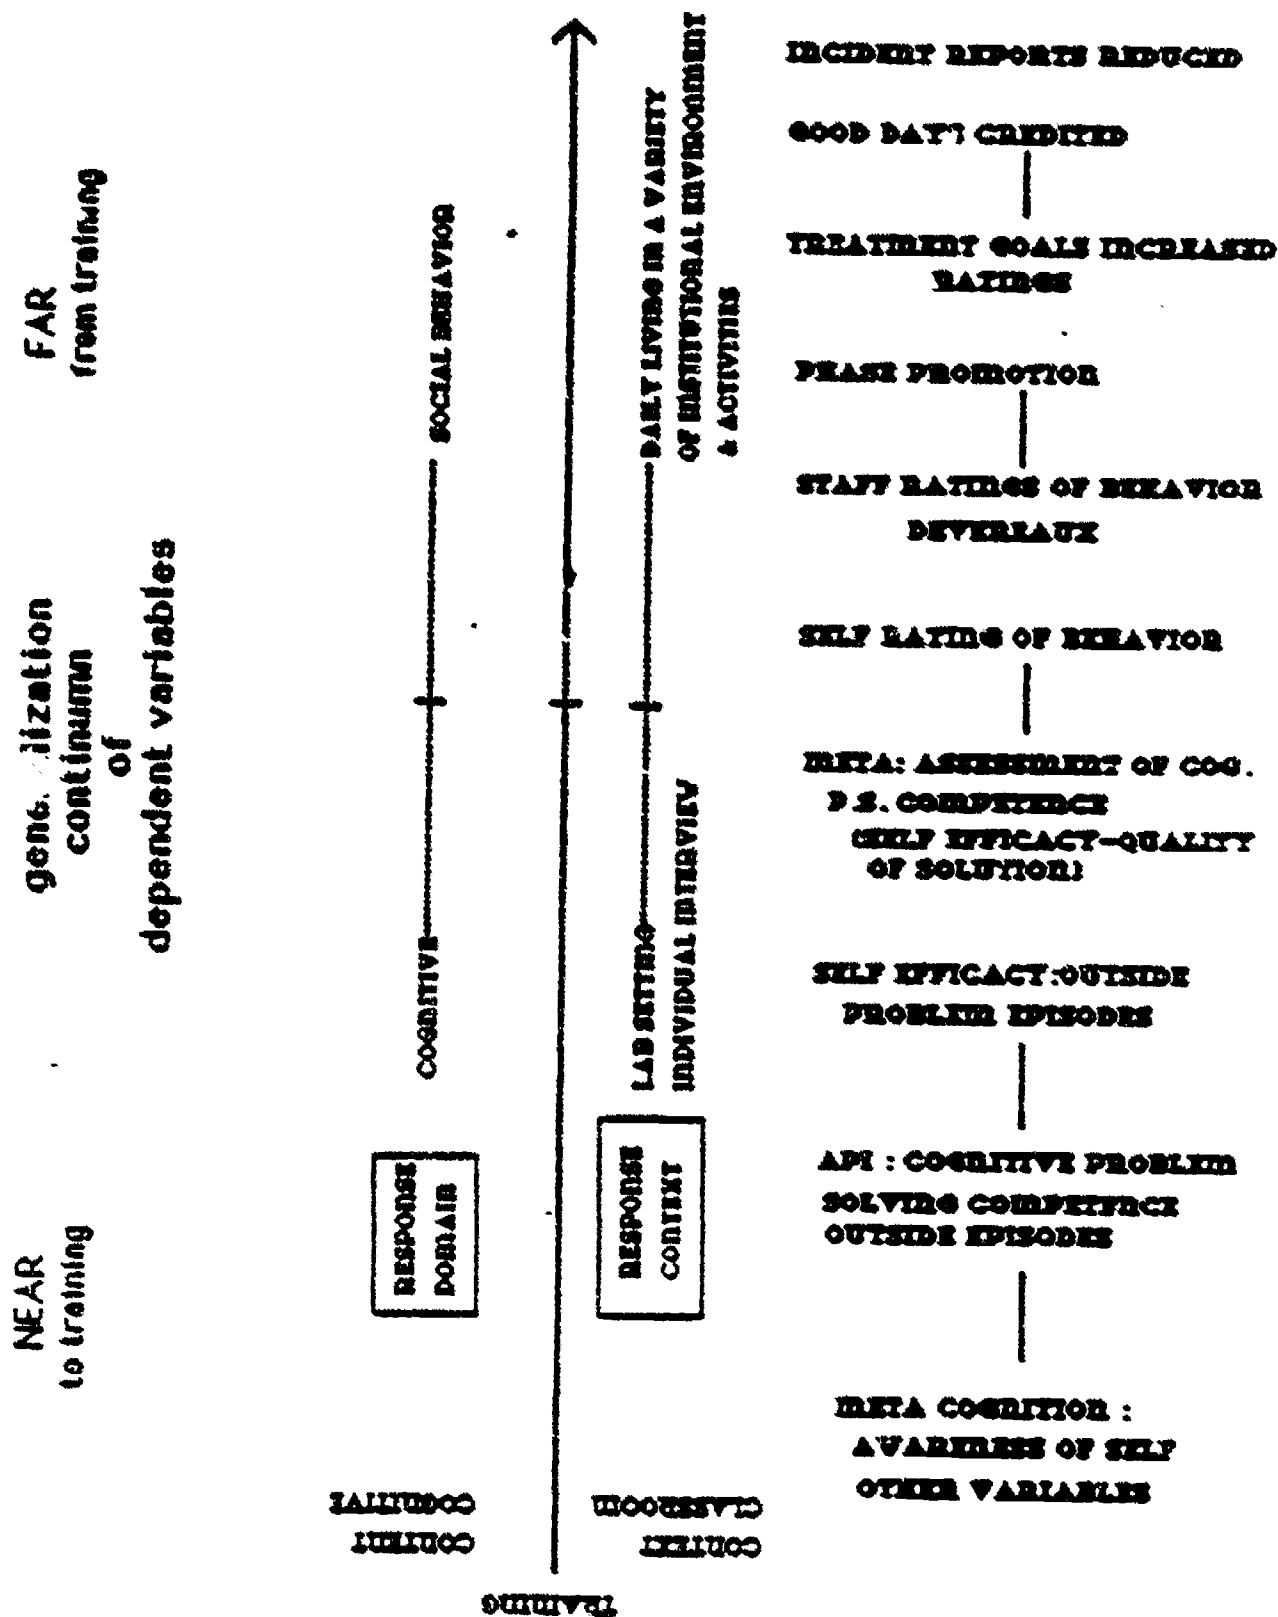 NEAR
to training
generalization
continuum
of
dependent variables
FAR
from training
RESPONSE
DOMAIN
COGNITIVE
SOCIAL BEHAVIOR
RESPONSE
CONTEXT
LAB SETTING
INDIVIDUAL INTERVIEW
DAILY LIVING IN A VARIETY
OF INSTITUTIONAL ENVIRONMENT
& ACTIVITIES
TRAINING
CONTENT
COGNITIVE
CONTEXT
CLASSROOM
INCIDENT REPORTS REDUCED
GOOD DAYS CREDITED
TREATMENT GOALS INCREASED
RATINGS
PHASE PROMOTION
STAFF RATINGS OF BEHAVIOR
DEVEREAUX
SELF RATING OF BEHAVIOR
META: ASSESSMENT OF COG.
P.S. COMPETENCE
(SELF EFFICACY-QUALITY
OF SOLUTION)
SELF EFFICACY:OUTSIDE
PROBLEM EPISODES
API : COGNITIVE PROBLEM
SOLVING COMPETENCE
OUTSIDE EPISODES
META COGNITION :
AWARENESS OF SELF
OTHER VARIABLES